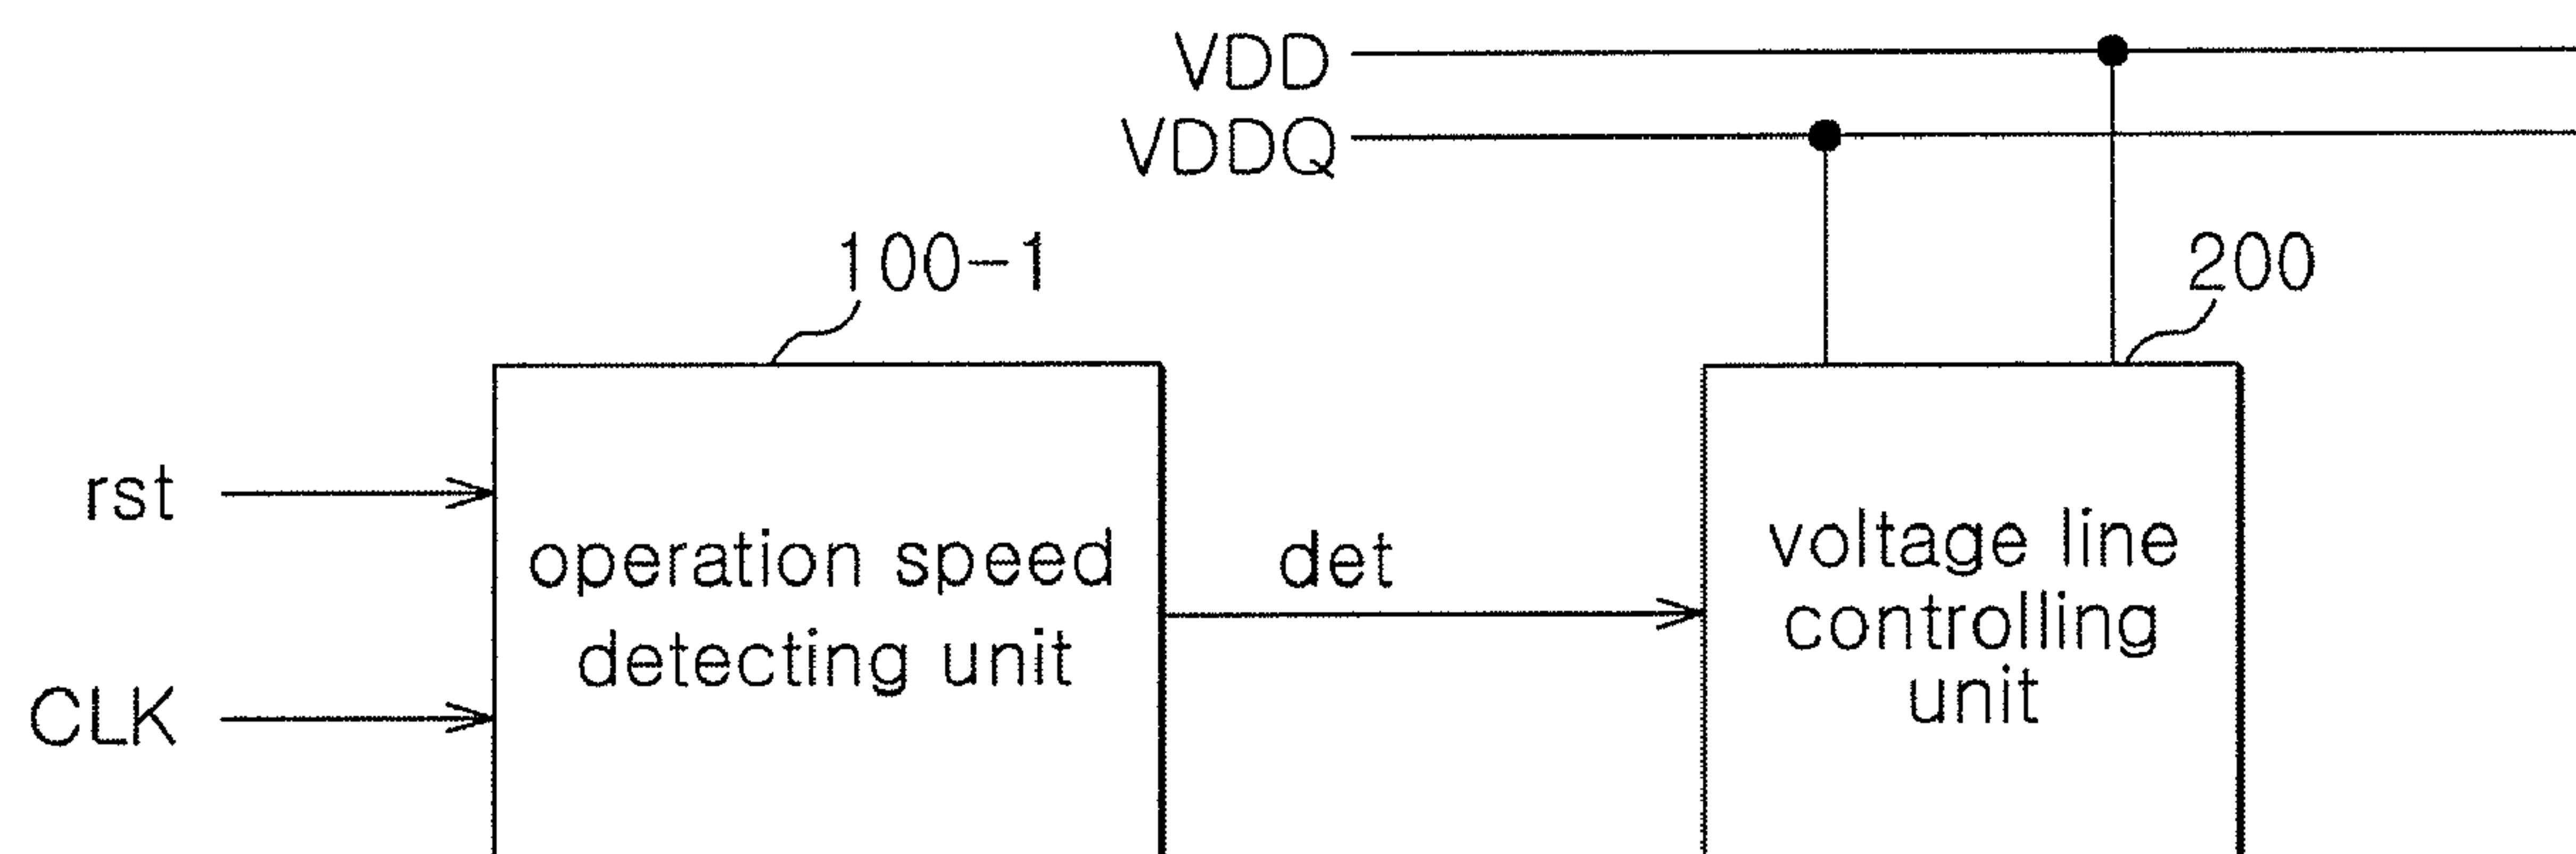 VDD
VDDQ
100-1
200
rst
operation speed
detecting unit
CLK
det
voltage line
controlling
unit